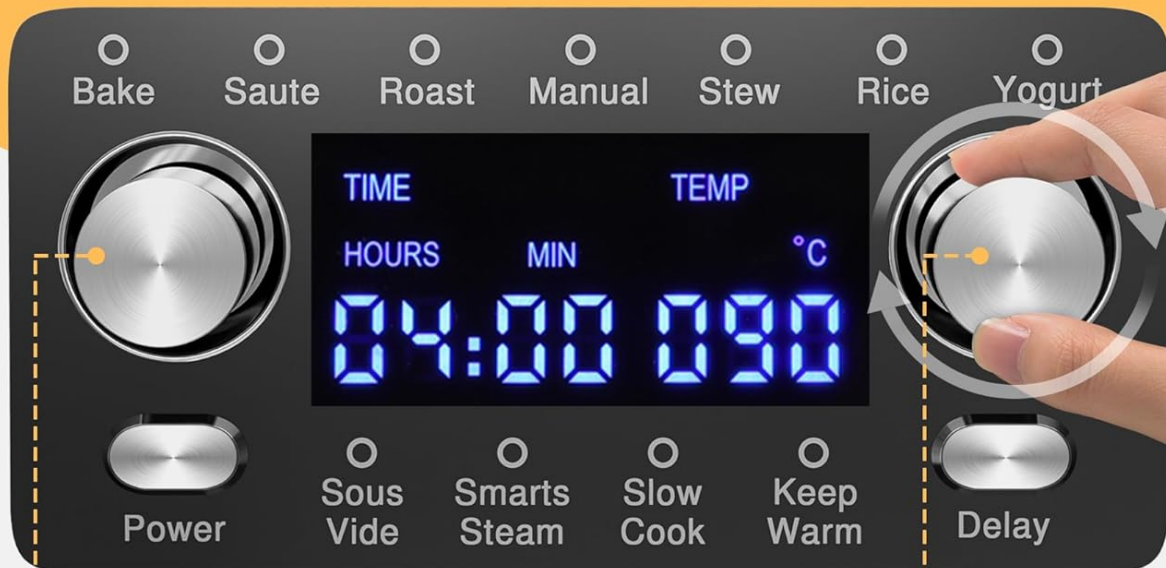 Bake Saute Roast Manual Stew Rice Yogurt
TIME TEMP
HOURS MIN °C
04:00 090
Sous Vide
Smarts Steam
Slow Cook
Keep Warm
Power
Delay